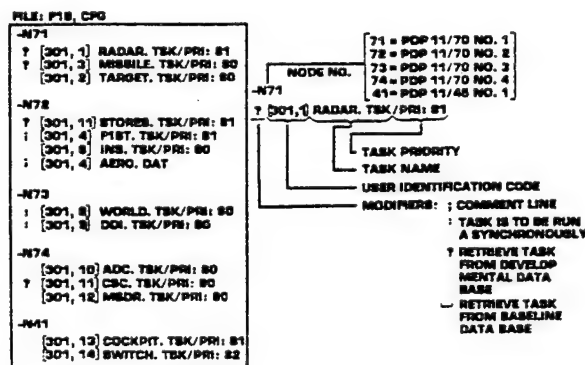 FILE: P18, CPG
-N71
? [301, 1] RADAR. TSK/PRI: 81
? [301, 3] MISSILE. TSK/PRI: 80
[301, 2] TARGET. TSK/PRI: 80
-N72
? [301, 11] STORES. TSK/PRI: 81
; [301, 4] P1ST. TSK/PRI: 81
[301, 5] INS. TSK/PRI: 80
; [301, 4] AERO. DAT
-N73
: [301, 8] WORLD. TSK/PRI: 80
: [301, 9] DDI. TSK/PRI: 80
-N74
[301, 10] ADC. TSK/PRI: 80
? [301, 11] CSC. TSK/PRI: 80
[301, 12] MSDR. TSK/PRI: 80
-N41
[301, 13] COCKPIT. TSK/PRI: 81
[301, 14] SWITCH. TSK/PRI: 82
NODE NO.
71 = PDP 11/70 NO. 1
72 = PDP 11/70 NO. 2
73 = PDP 11/70 NO. 3
74 = PDP 11/70 NO. 4
41 = PDP 11/45 NO. 1
-N71
? [301,1] RADAR. TSK/PRI: 81
TASK PRIORITY
TASK NAME
USER IDENTIFICATION CODE
MODIFIERS: ; COMMENT LINE
: TASK IS TO BE RUN
A SYNCHRONOUSLY
? RETRIEVE TASK
FROM DEVELOP
MENTAL DATA
BASE
RETRIEVE TASK
FROM BASELINE
DATA BASE